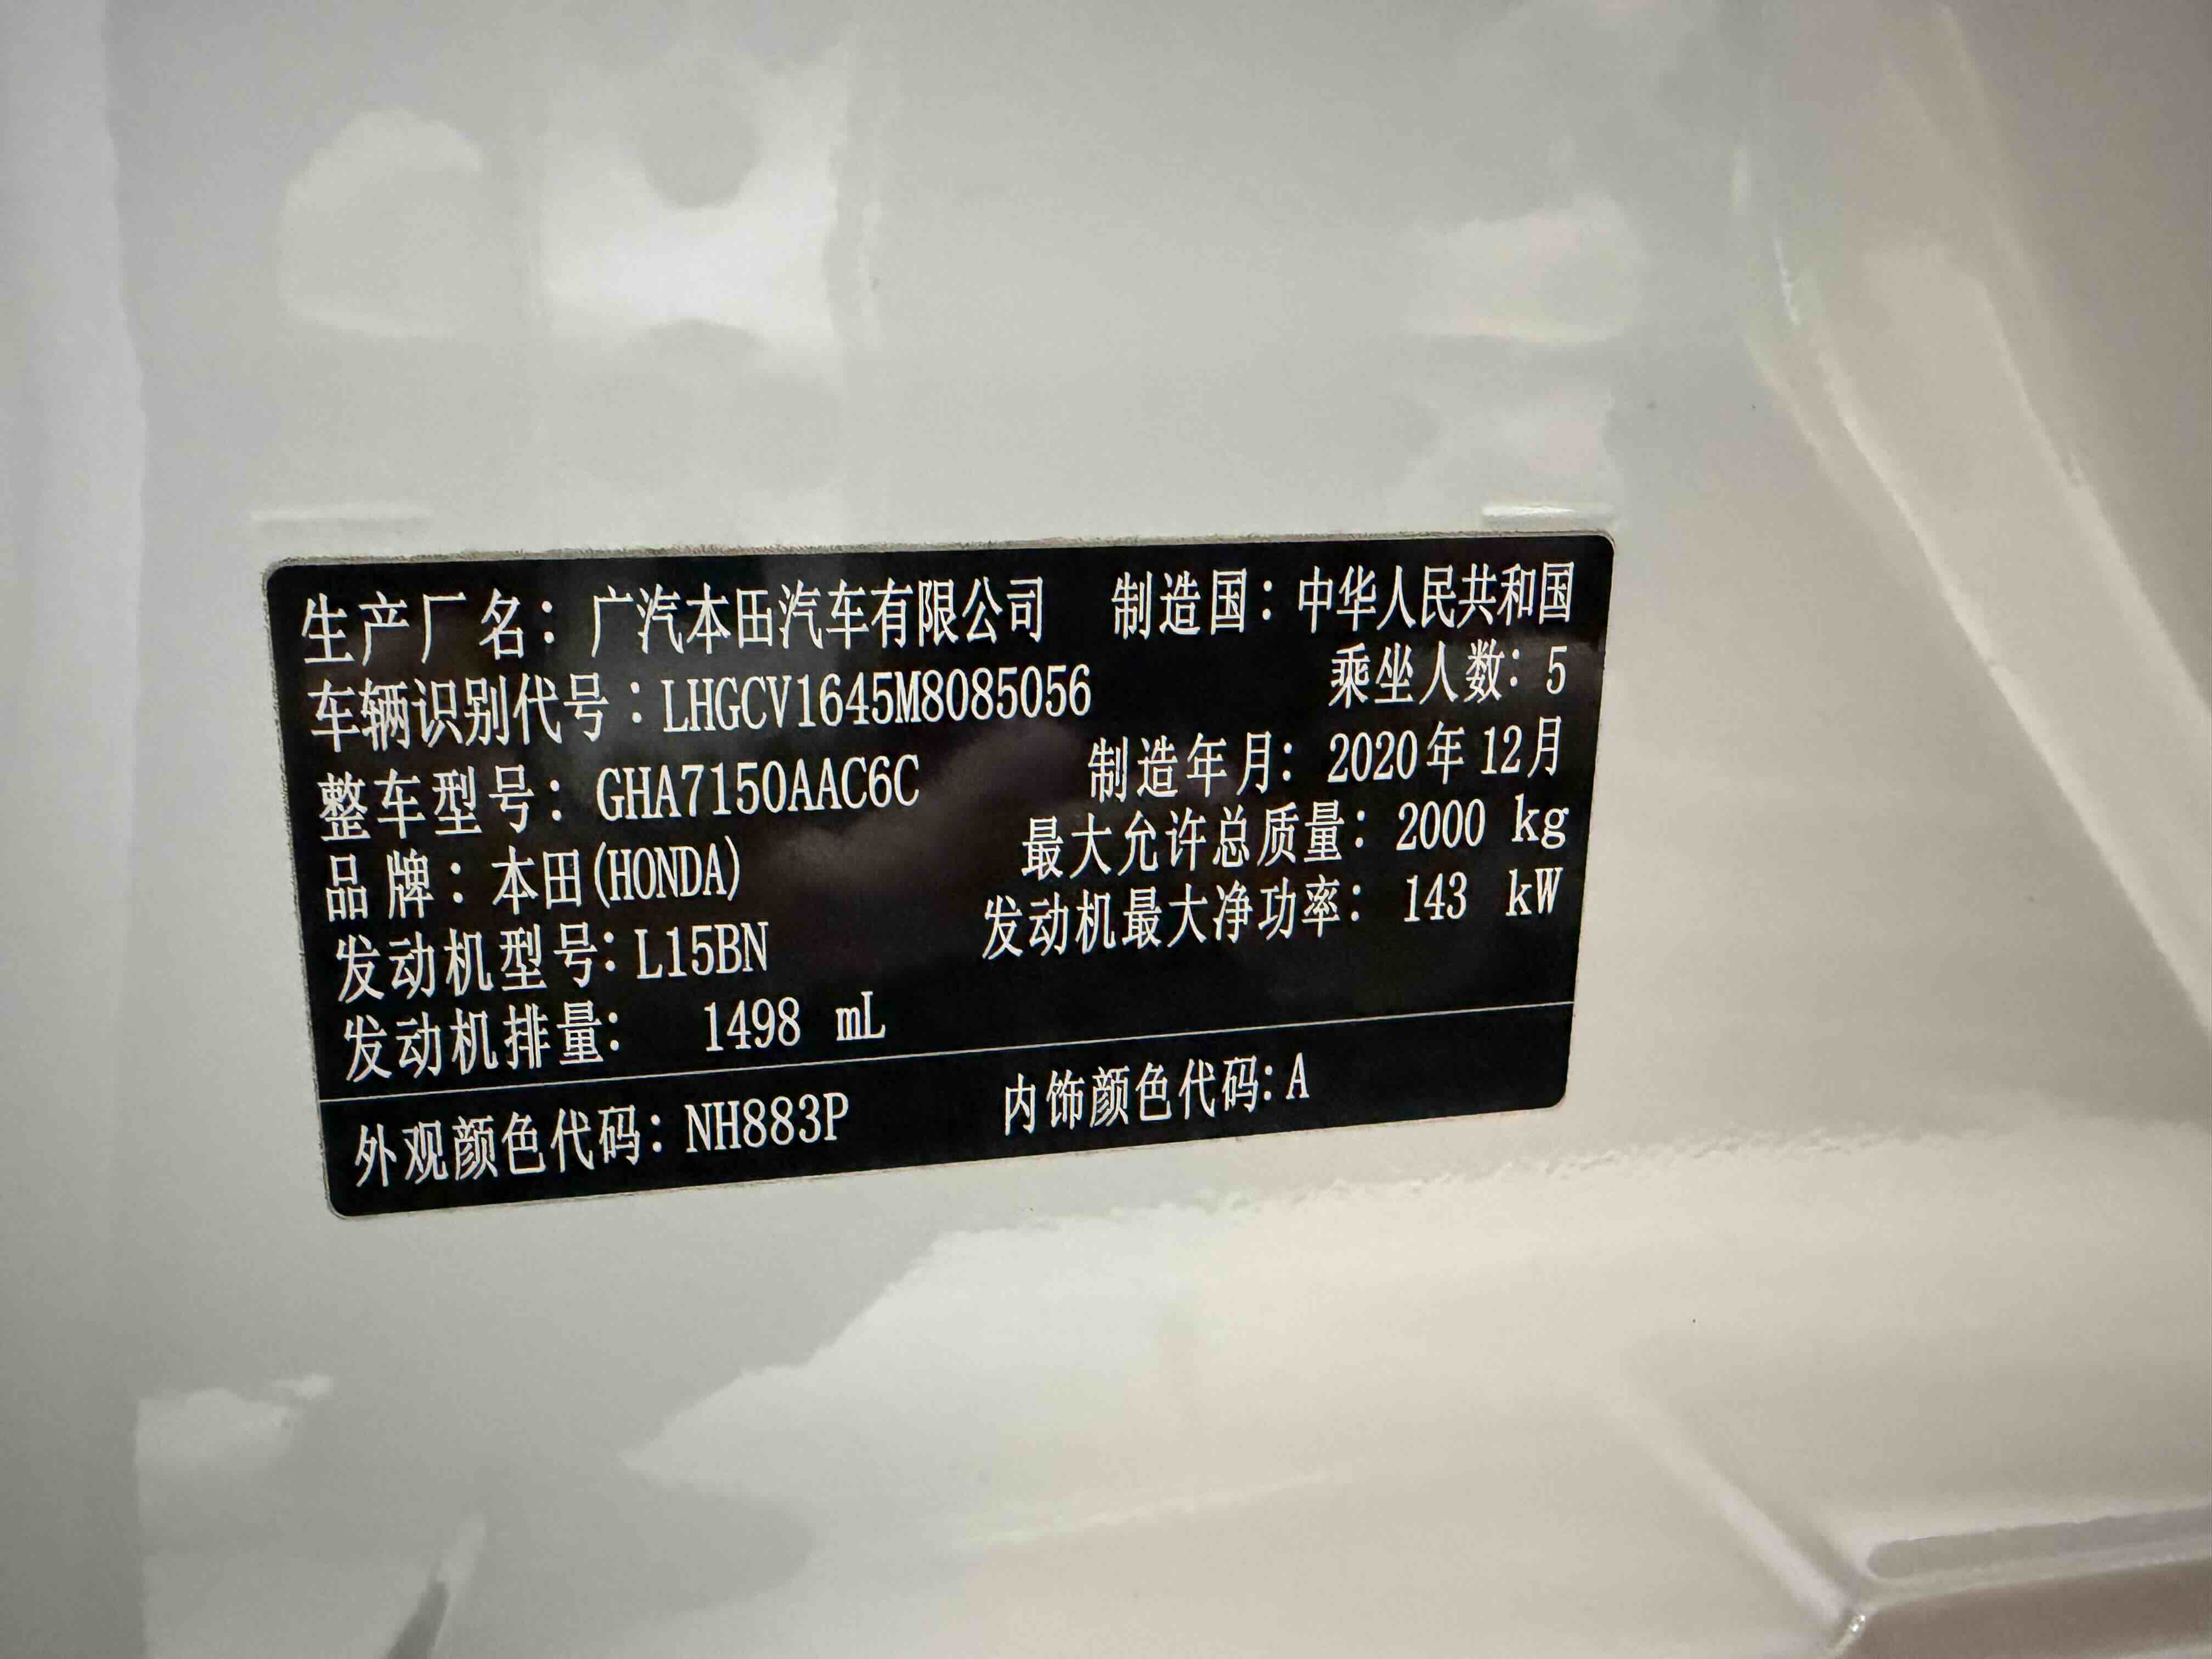 生产厂名：广汽本田汽车有限公司 制造国：中华人民共和国
车辆识别代号：LHGCV1645M8085056 乘坐人数：5
整车型号：GHA7150AAC6C 制造年月：2020年12月
品牌：本田(HONDA) 最大允许总质量：2000 kg
发动机型号：L15BN 发动机最大净功率：143 kW
发动机排量： 1498 mL
外观颜色代码：NH883P 内饰颜色代码：A